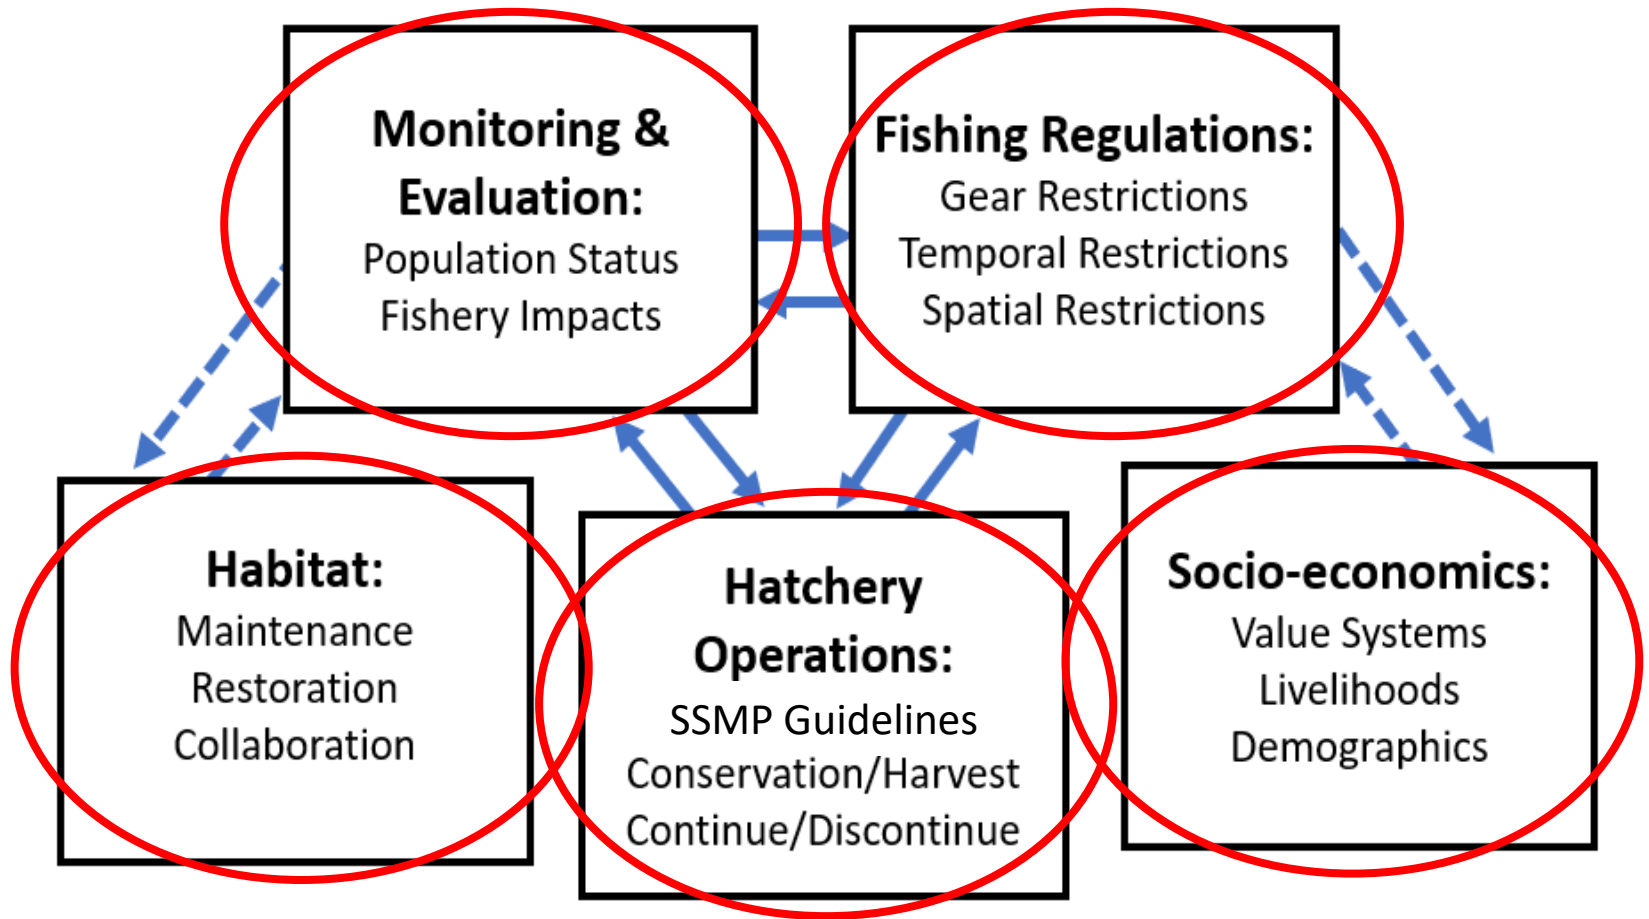 Monitoring &
Evaluation:
Population Status
Fishery Impacts
Fishing Regulations:
Gear Restrictions
Temporal Restrictions
Spatial Restrictions
Habitat:
Maintenance
Restoration
Collaboration
Hatchery
Operations:
SSMP Guidelines
Conservation/Harvest
Continue/Discontinue
Socio-economics:
Value Systems
Livelihoods
Demographics